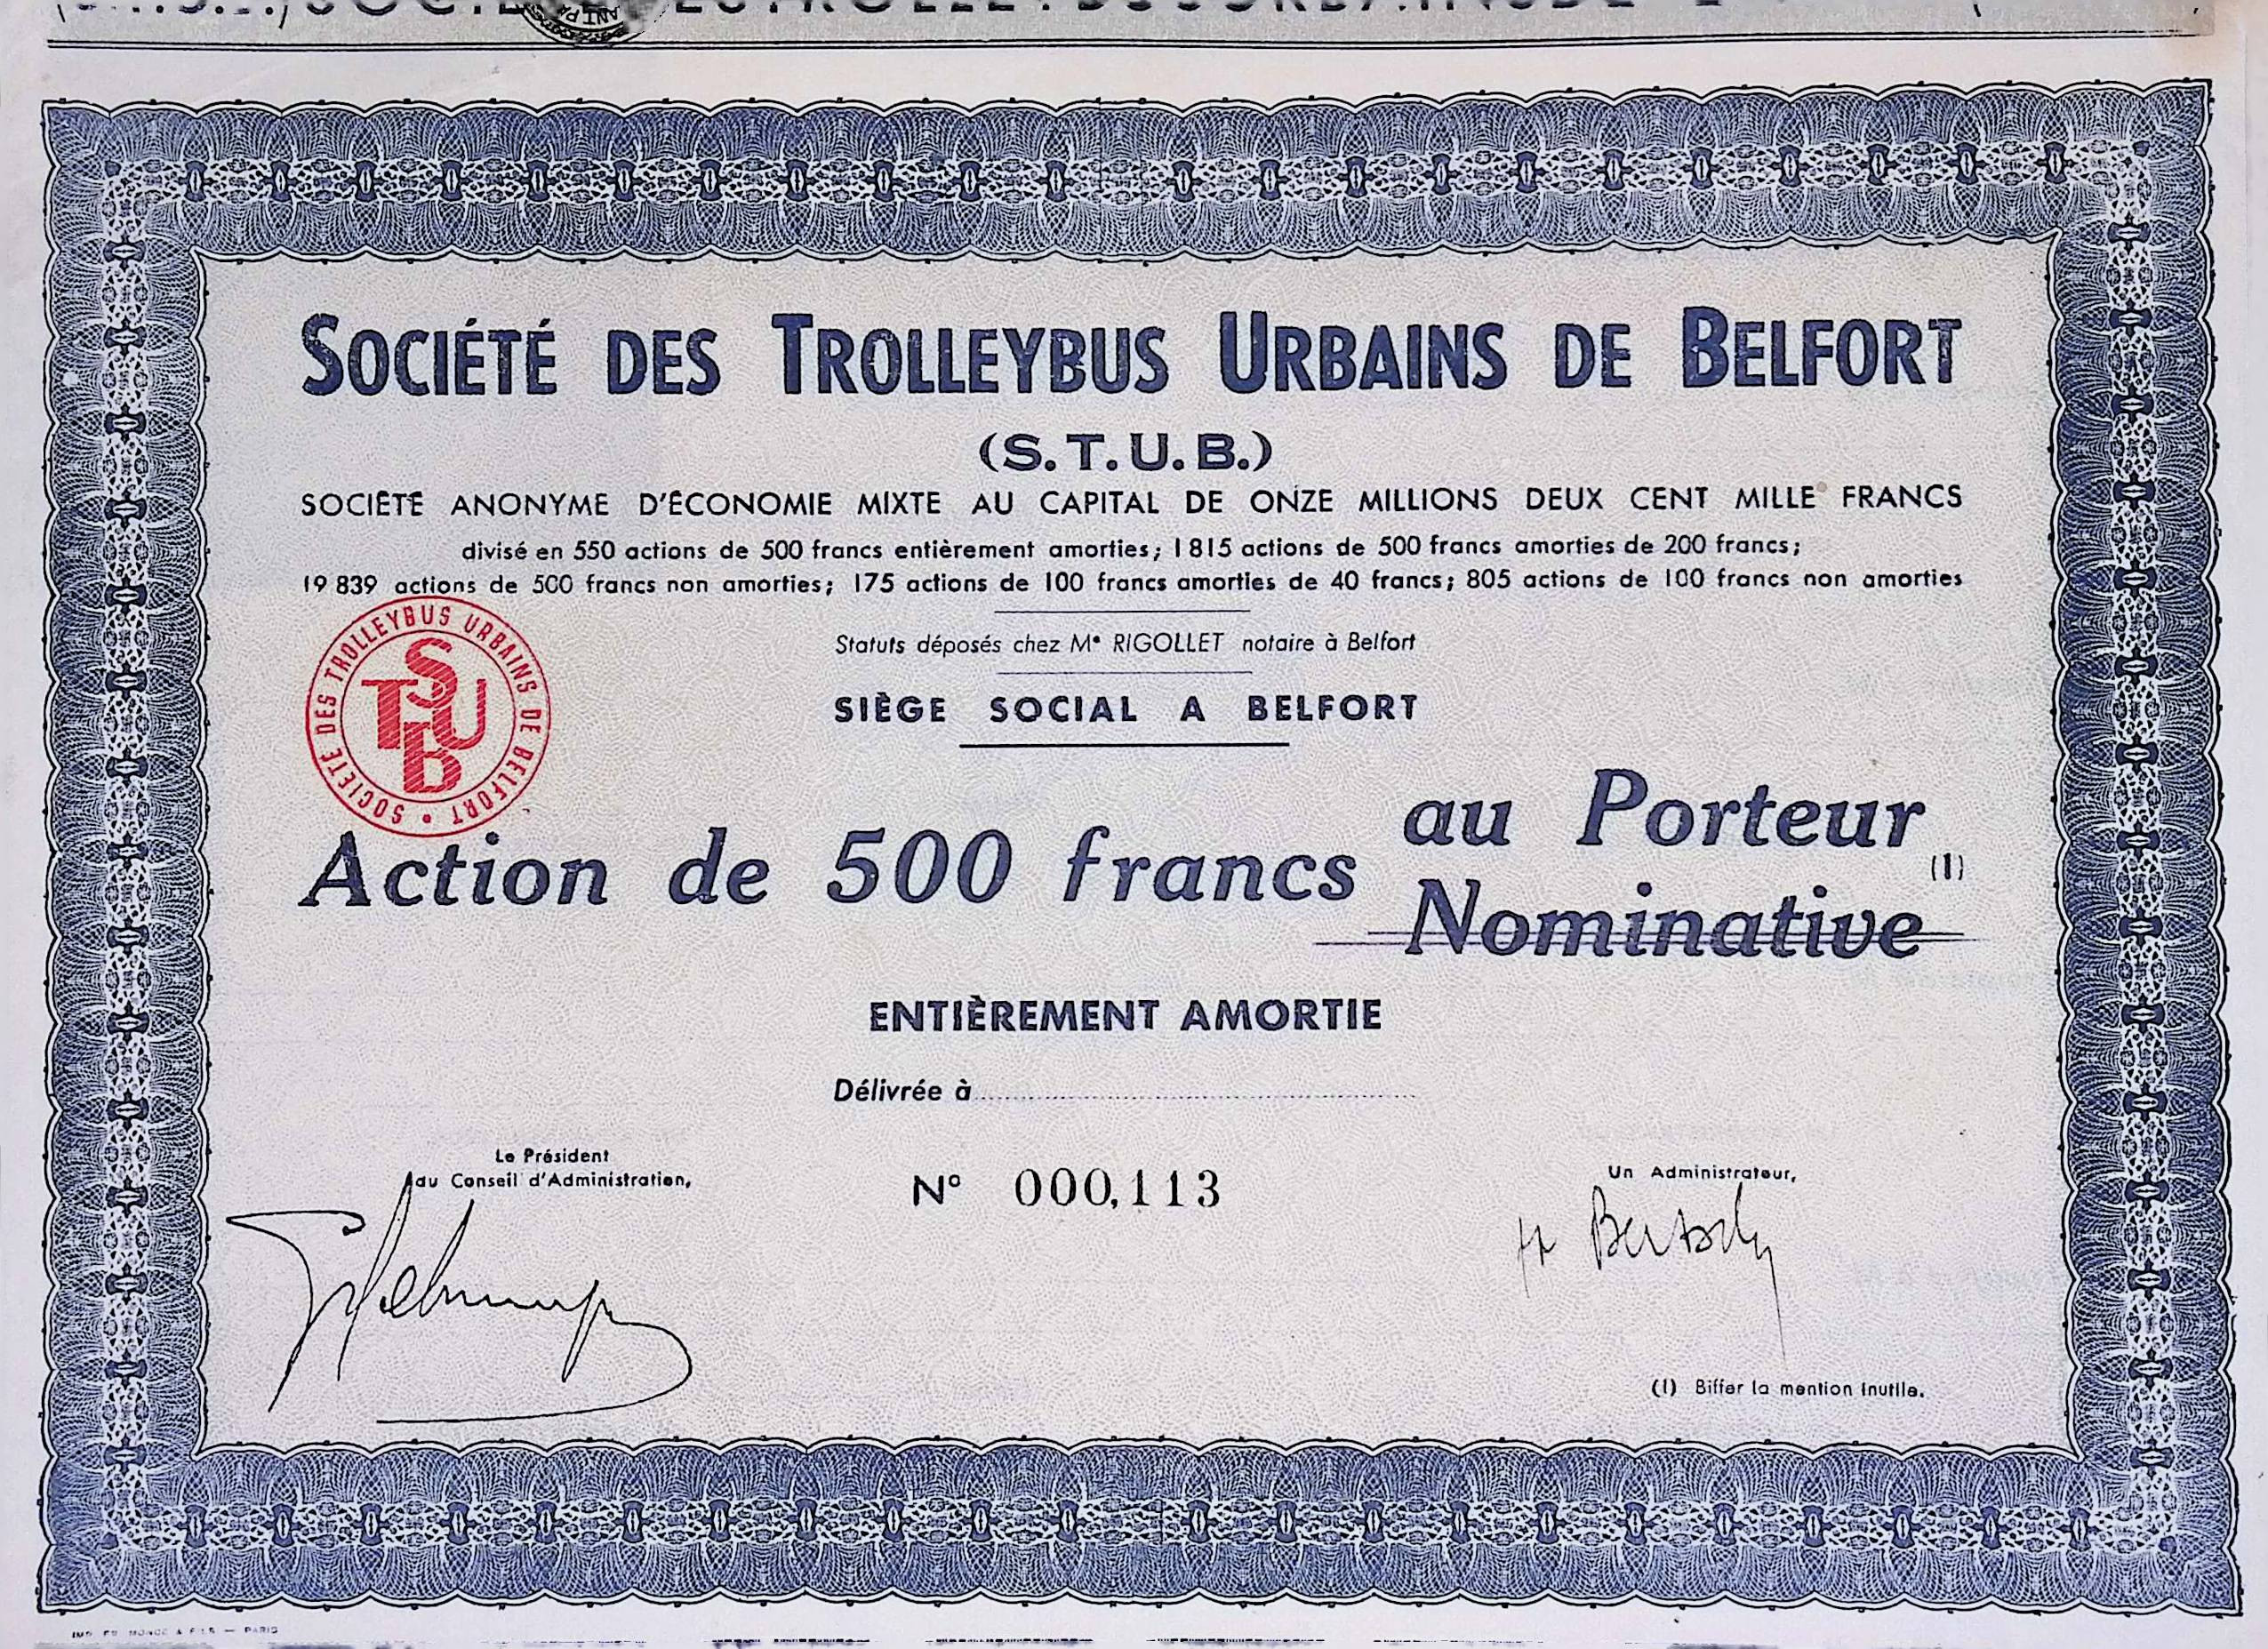 SOCIÉTÉ DES TROLLEYBUS URBAINS DE BELFORT
(S.T.U.B.)
SOCIÉTÉ ANONYME D'ÉCONOMIE MIXTE AU CAPITAL DE ONZE MILLIONS DEUX CENT MILLE FRANCS
divisé en 550 actions de 500 francs entièrement amorties; 1 815 actions de 500 francs amorties de 200 francs;
19 839 actions de 500 francs non amorties; 175 actions de 100 francs amorties de 40 francs; 805 actions de 100 francs non amorties
Statuts déposés chez Me RIGOLLET notaire à Belfort
SIÈGE SOCIAL A BELFORT
SOCIETE DES TROLLEYBUS URBAINS DE BELFORT •
STUB
Action de 500 francs au Porteur
Nominative (1)
ENTIÈREMENT AMORTIE
Délivrée à
Le Président
du Conseil d'Administration,
N° 000,113
Un Administrateur,
(1) Biffer la mention inutile.